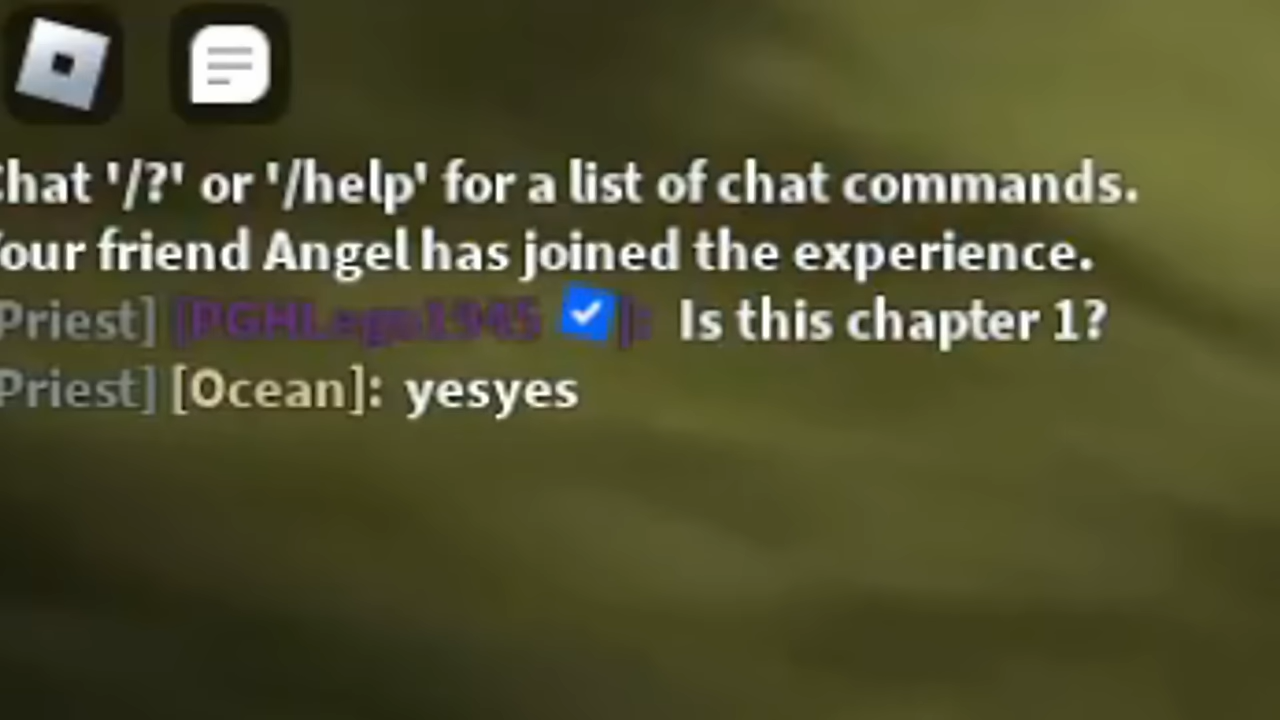 Chat '/?' or '/help' for a list of chat commands.
Your friend Angel has joined the experience.
[Priest] [PGHLego1945 ☑]: Is this chapter 1?
[Priest] [Ocean]: yesyes